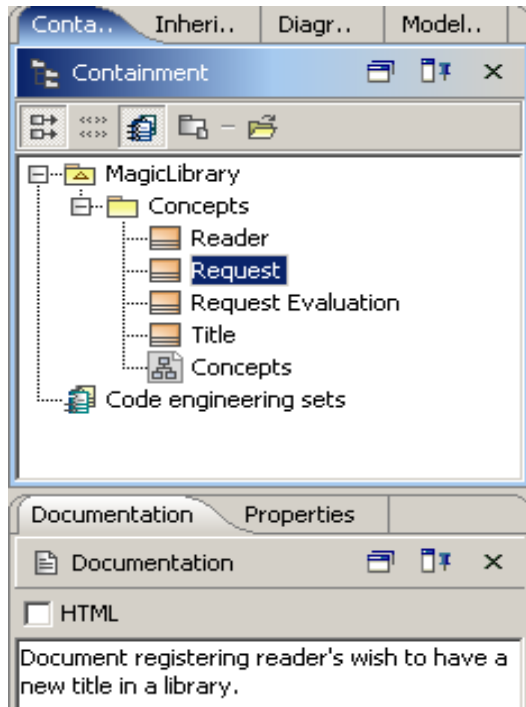 Conta.. Inheri.. Diagr.. Model..
Containment
MagicLibrary
Concepts
Reader
Request
Request Evaluation
Title
Concepts
Code engineering sets
Documentation Properties
Documentation
HTML
Document registering reader's wish to have a
new title in a library.